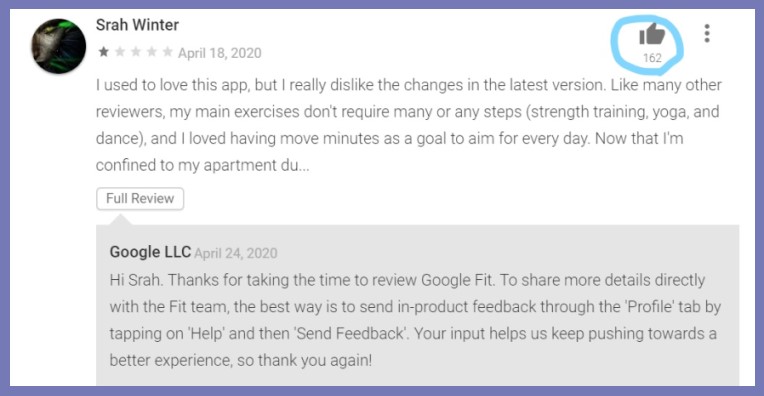 Srah Winter
April 18, 2020
162
I used to love this app, but I really dislike the changes in the latest version. Like many other
reviewers, my main exercises don't require many or any steps (strength training, yoga, and
dance), and I loved having move minutes as a goal to aim for every day. Now that I'm
confined to my apartment du...
Full Review
Google LLC April 24, 2020
Hi Srah. Thanks for taking the time to review Google Fit. To share more details directly
with the Fit team, the best way is to send in-product feedback through the 'Profile' tab by
tapping on 'Help' and then 'Send Feedback'. Your input helps us keep pushing towards a
better experience, so thank you again!